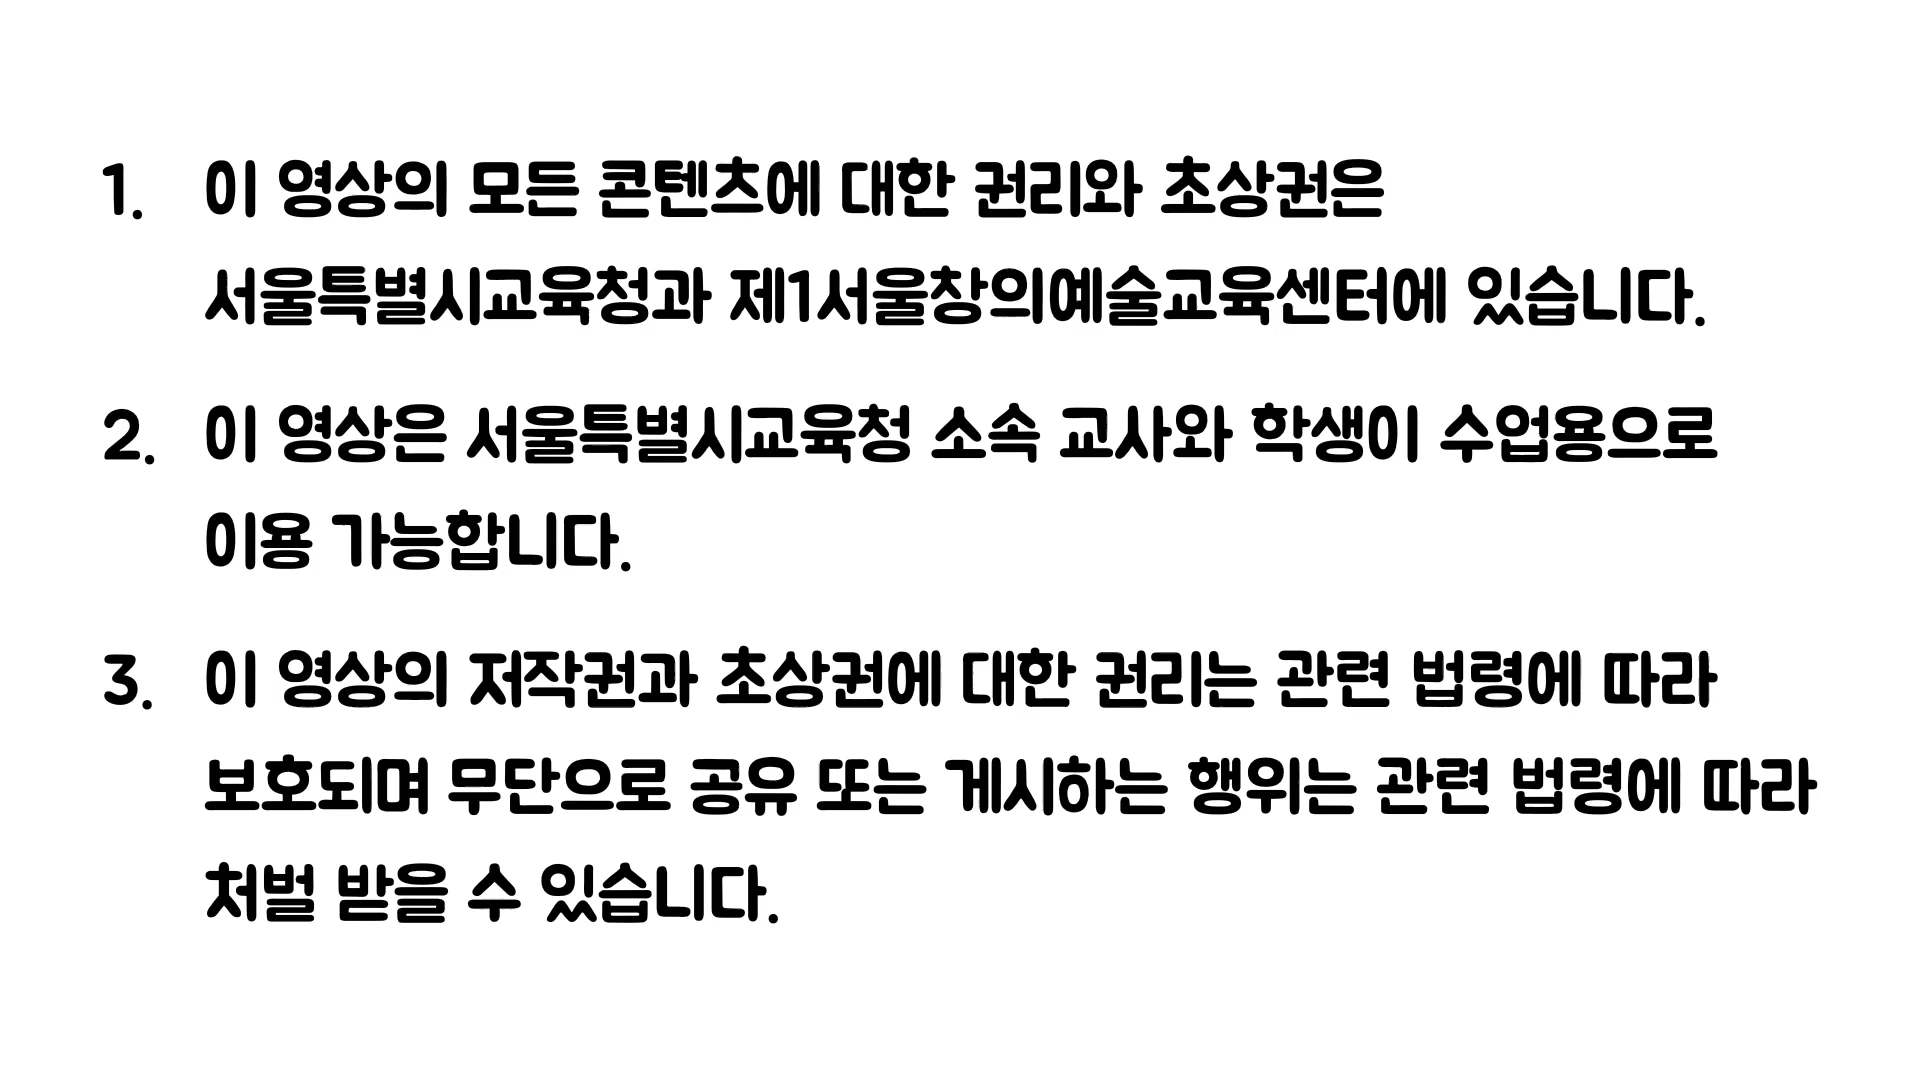 1. 이 영상의 모든 콘텐츠에 대한 권리와 초상권은
서울특별시교육청과 제1서울창의예술교육센터에 있습니다.
2. 이 영상은 서울특별시교육청 소속 교사와 학생이 수업용으로
이용 가능합니다.
3. 이 영상의 저작권과 초상권에 대한 권리는 관련 법령에 따라
보호되며 무단으로 공유 또는 게시하는 행위는 관련 법령에 따라
처벌 받을 수 있습니다.